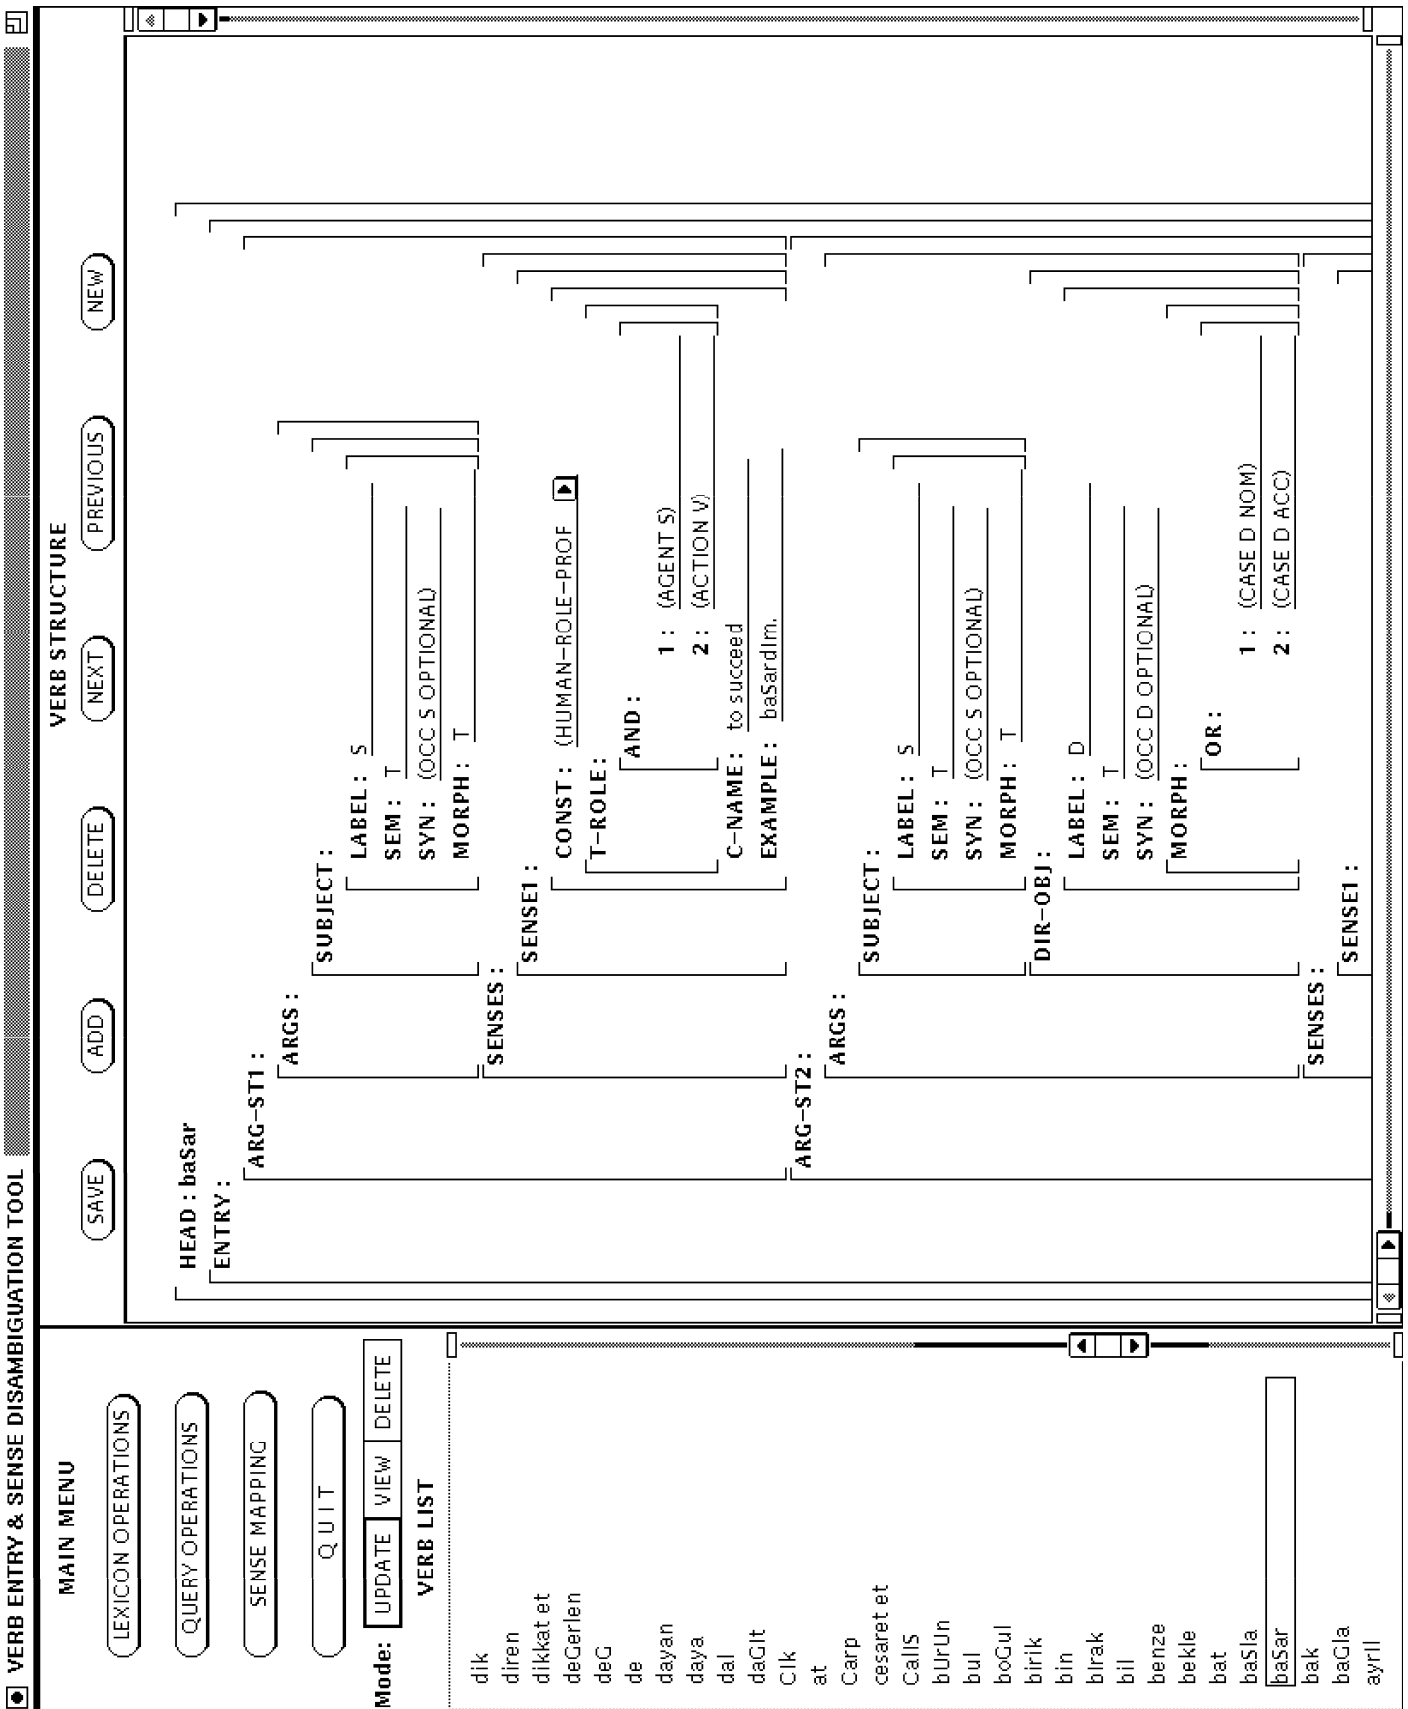 VERB ENTRY & SENSE DISAMBIGUATION TOOL
MAIN MENU
LEXICON OPERATIONS
QUERY OPERATIONS
SENSE MAPPING
QUIT
Mode: UPDATE VIEW DELETE
VERB LIST
dik
diren
dikkat et
deGerlen
deG
de
dayan
daya
dal
daGIt
CIk
at
Carp
cesaret et
CalIS
bUrUn
bul
boGul
birik
bin
bIrak
bil
benze
bekle
bat
baSla
baSar
bak
baGla
ayrIl
VERB STRUCTURE
SAVE ADD DELETE NEXT PREVIOUS NEW
HEAD : baSar
ENTRY :
ARG-ST1 :
ARGS :
SUBJECT :
LABEL : S
SEM : T
SYN : (OCC S OPTIONAL)
MORPH : T
SENSES :
SENSE1 :
CONST : (HUMAN-ROLE-PROF
T-ROLE :
AND :
1 : (AGENT S)
2 : (ACTION V)
C-NAME : to succeed
EXAMPLE : baSardIm.
ARG-ST2 :
ARGS :
SUBJECT :
LABEL : S
SEM : T
SYN : (OCC S OPTIONAL)
MORPH : T
DIR-OBJ :
LABEL : D
SEM : T
SYN : (OCC D OPTIONAL)
MORPH :
OR :
1 : (CASE D NOM)
2 : (CASE D ACC)
SENSES :
SENSE1 :